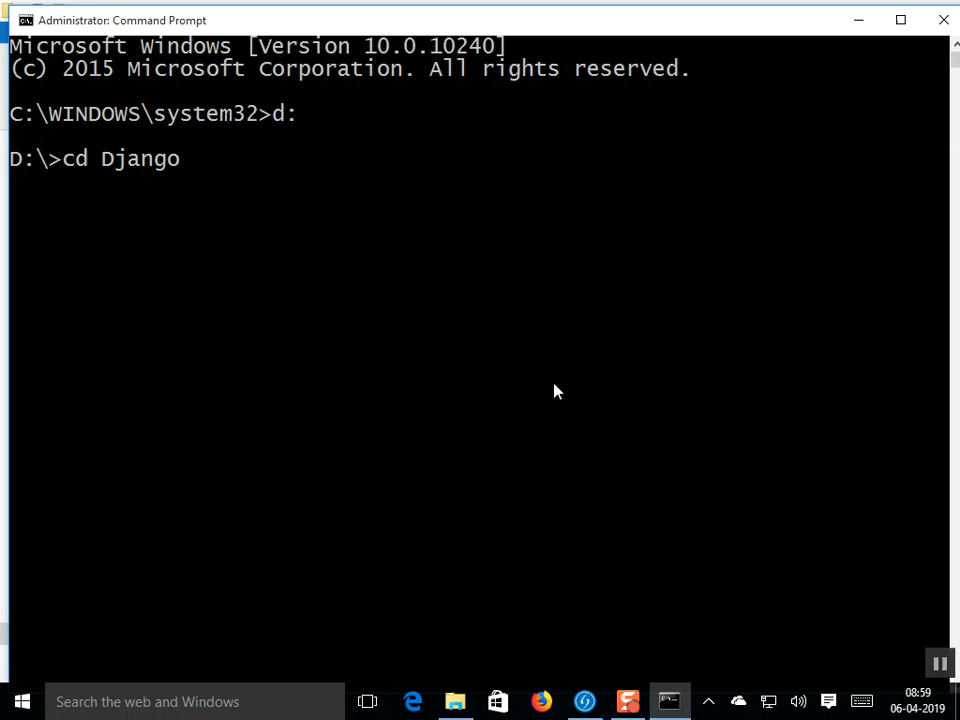 Administrator: Command Prompt
Microsoft Windows [Version 10.0.10240]
(c) 2015 Microsoft Corporation. All rights reserved.
C:\WINDOWS\system32>d:
D:\>cd Django
Search the web and Windows
08:59
06-04-2019